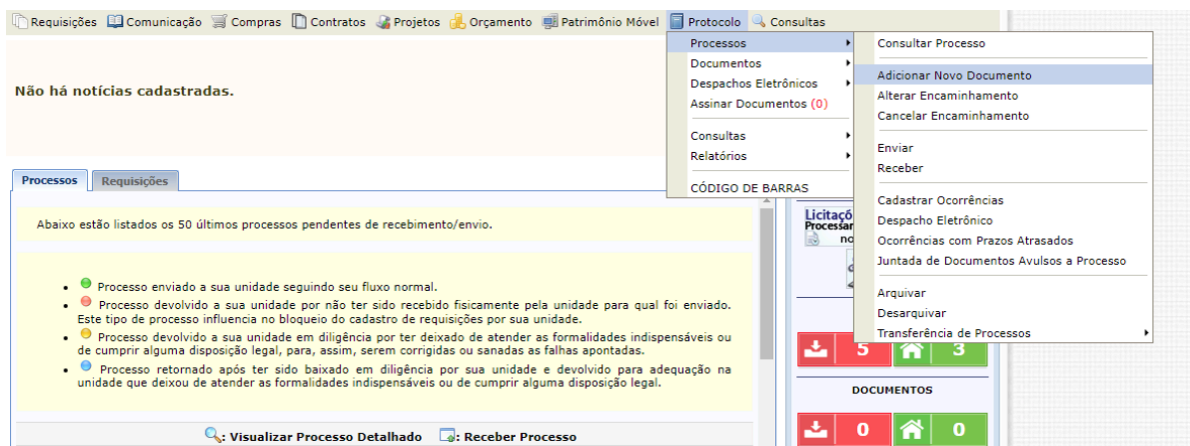 Requisições Comunicação Compras Contratos Projetos Orçamento Patrimônio Móvel Protocolo Consultas
Processos
Documentos
Despachos Eletrônicos
Assinar Documentos (0)
Consultas
Relatórios
CÓDIGO DE BARRAS
Consultar Processo
Adicionar Novo Documento
Alterar Encaminhamento
Cancelar Encaminhamento
Enviar
Receber
Cadastrar Ocorrências
Despacho Eletrônico
Ocorrências com Prazos Atrasados
Juntada de Documentos Avulsos a Processo
Arquivar
Desarquivar
Transferência de Processos
Não há notícias cadastradas.
Processos Requisições
Abaixo estão listados os 50 últimos processos pendentes de recebimento/envio.
Processo enviado a sua unidade seguindo seu fluxo normal.
Processo devolvido a sua unidade por não ter sido recebido fisicamente pela unidade para qual foi enviado.
Este tipo de processo influencia no bloqueio do cadastro de requisições por sua unidade.
Processo devolvido a sua unidade em diligência por ter deixado de atender as formalidades indispensáveis ou
de cumprir alguma disposição legal, para, assim, serem corrigidas ou sanadas as falhas apontadas.
Processo retornado após ter sido baixado em diligência por sua unidade e devolvido para adequação na
unidade que deixou de atender as formalidades indispensáveis ou de cumprir alguma disposição legal.
: Visualizar Processo Detalhado : Receber Processo
5 3
DOCUMENTOS
0 0